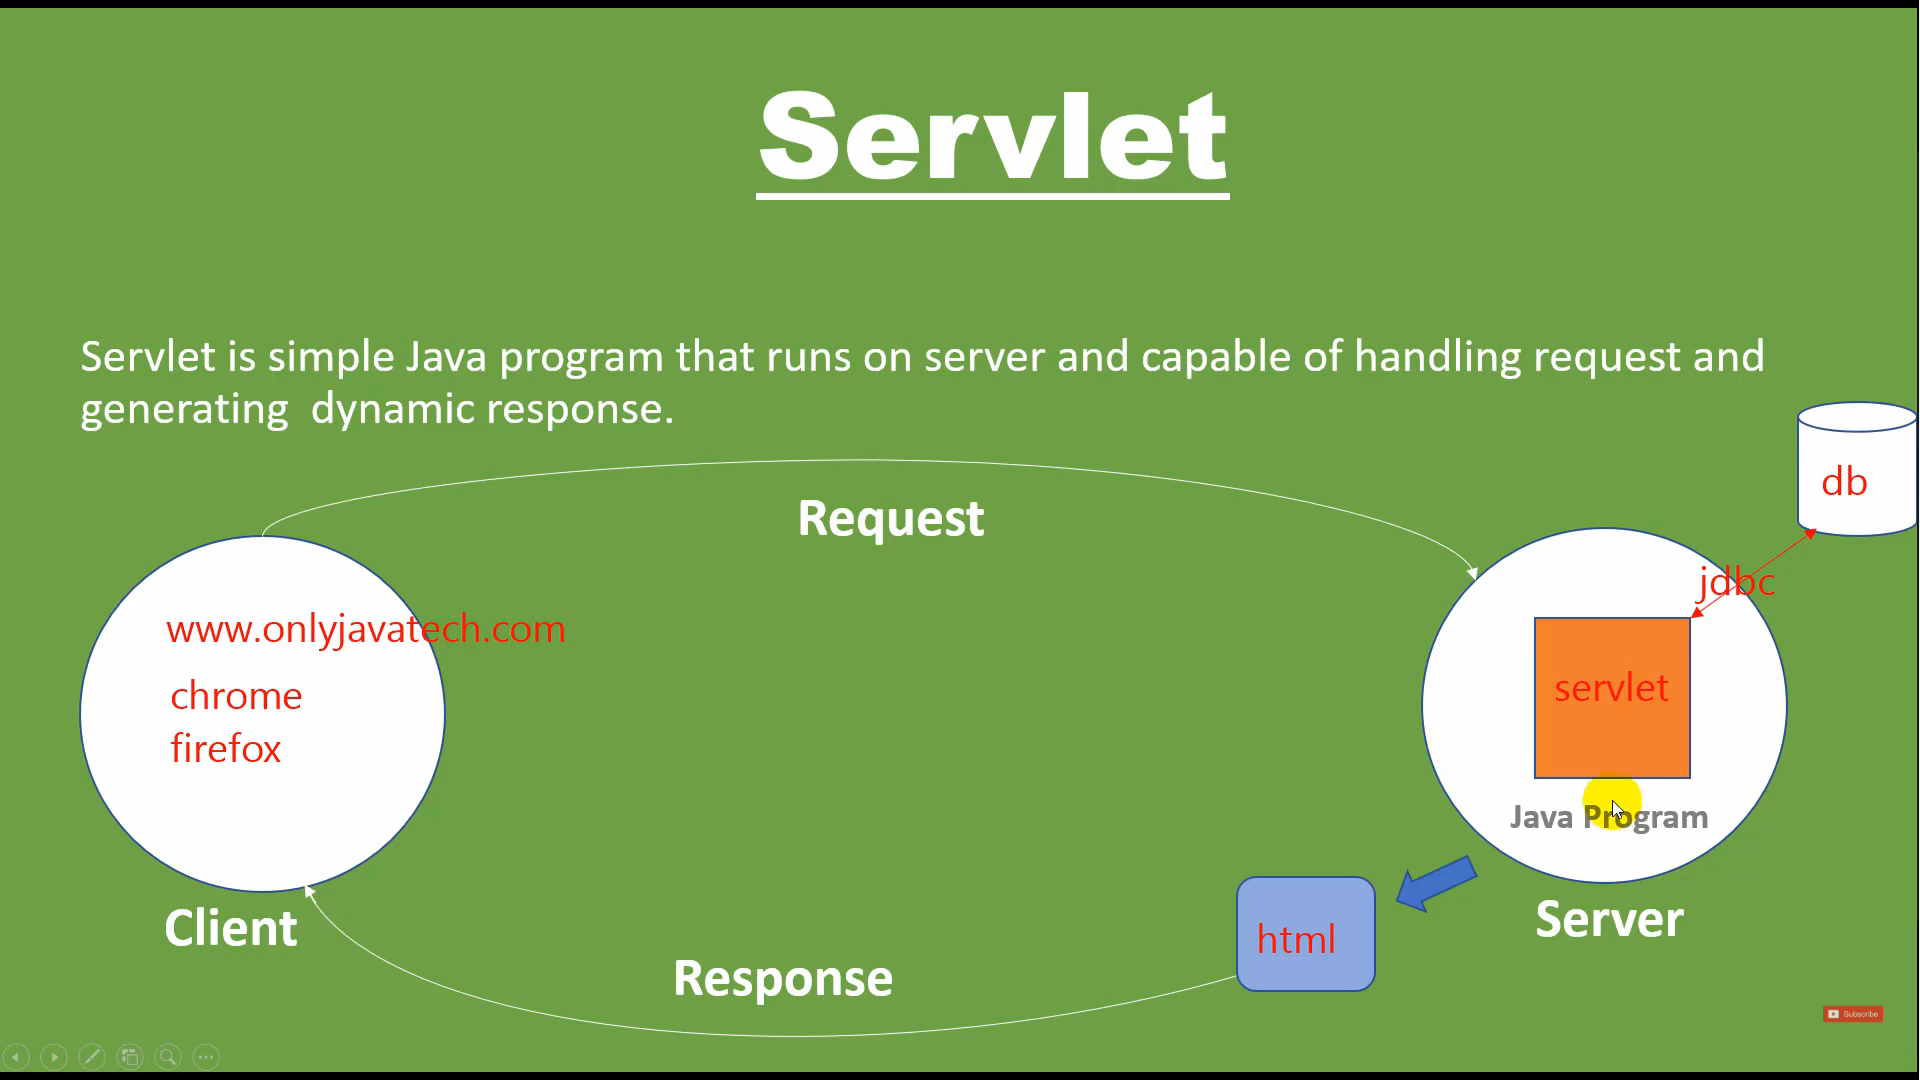 Servlet
Servlet is simple Java program that runs on server and capable of handling request and
generating  dynamic response.
db
Request
jdbc
www.onlyjavatech.com
servlet
chrome
firefox
Java Program
Client
Server
html
Response
Subscribe